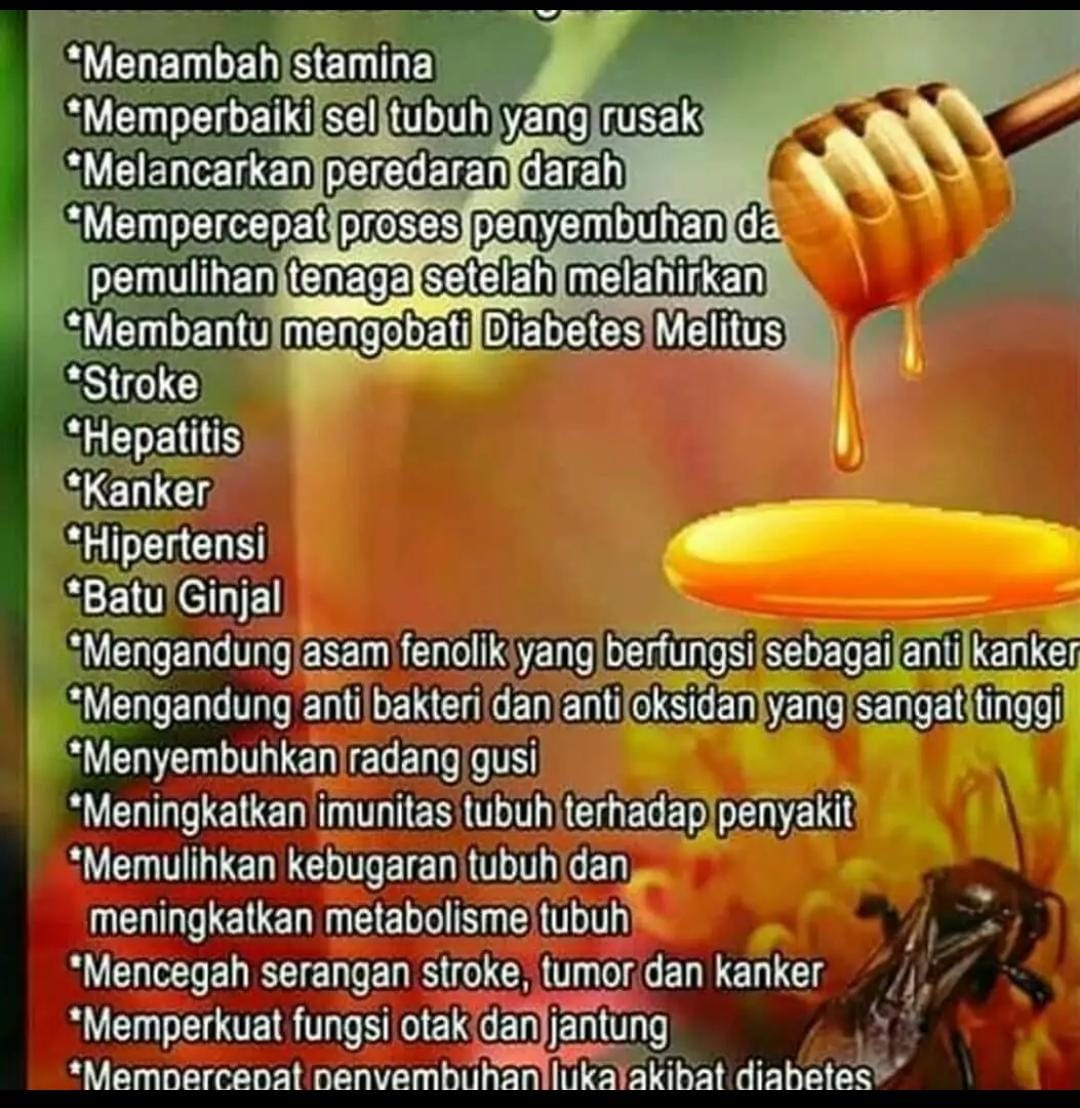 *Menambah stamina
*Memperbaiki sel tubuh yang rusak
*Melancarkan peredaran darah
*Mempercepat proses penyembuhan da
pemulihan tenaga setelah melahirkan
*Membantu mengobati Diabetes Melitus
*Stroke
*Hepatitis
*Kanker
*Hipertensi
*Batu Ginjal
*Mengandung asam fenolik yang berfungsi sebagai anti kanker
*Mengandung anti bakteri dan anti oksidan yang sangat tinggi
*Menyembuhkan radang gusi
*Meningkatkan imunitas tubuh terhadap penyakit
*Memulihkan kebugaran tubuh dan
meningkatkan metabolisme tubuh
*Mencegah serangan stroke, tumor dan kanker
*Memperkuat fungsi otak dan jantung
*Mempercepat penyembuhan luka akibat diabetes